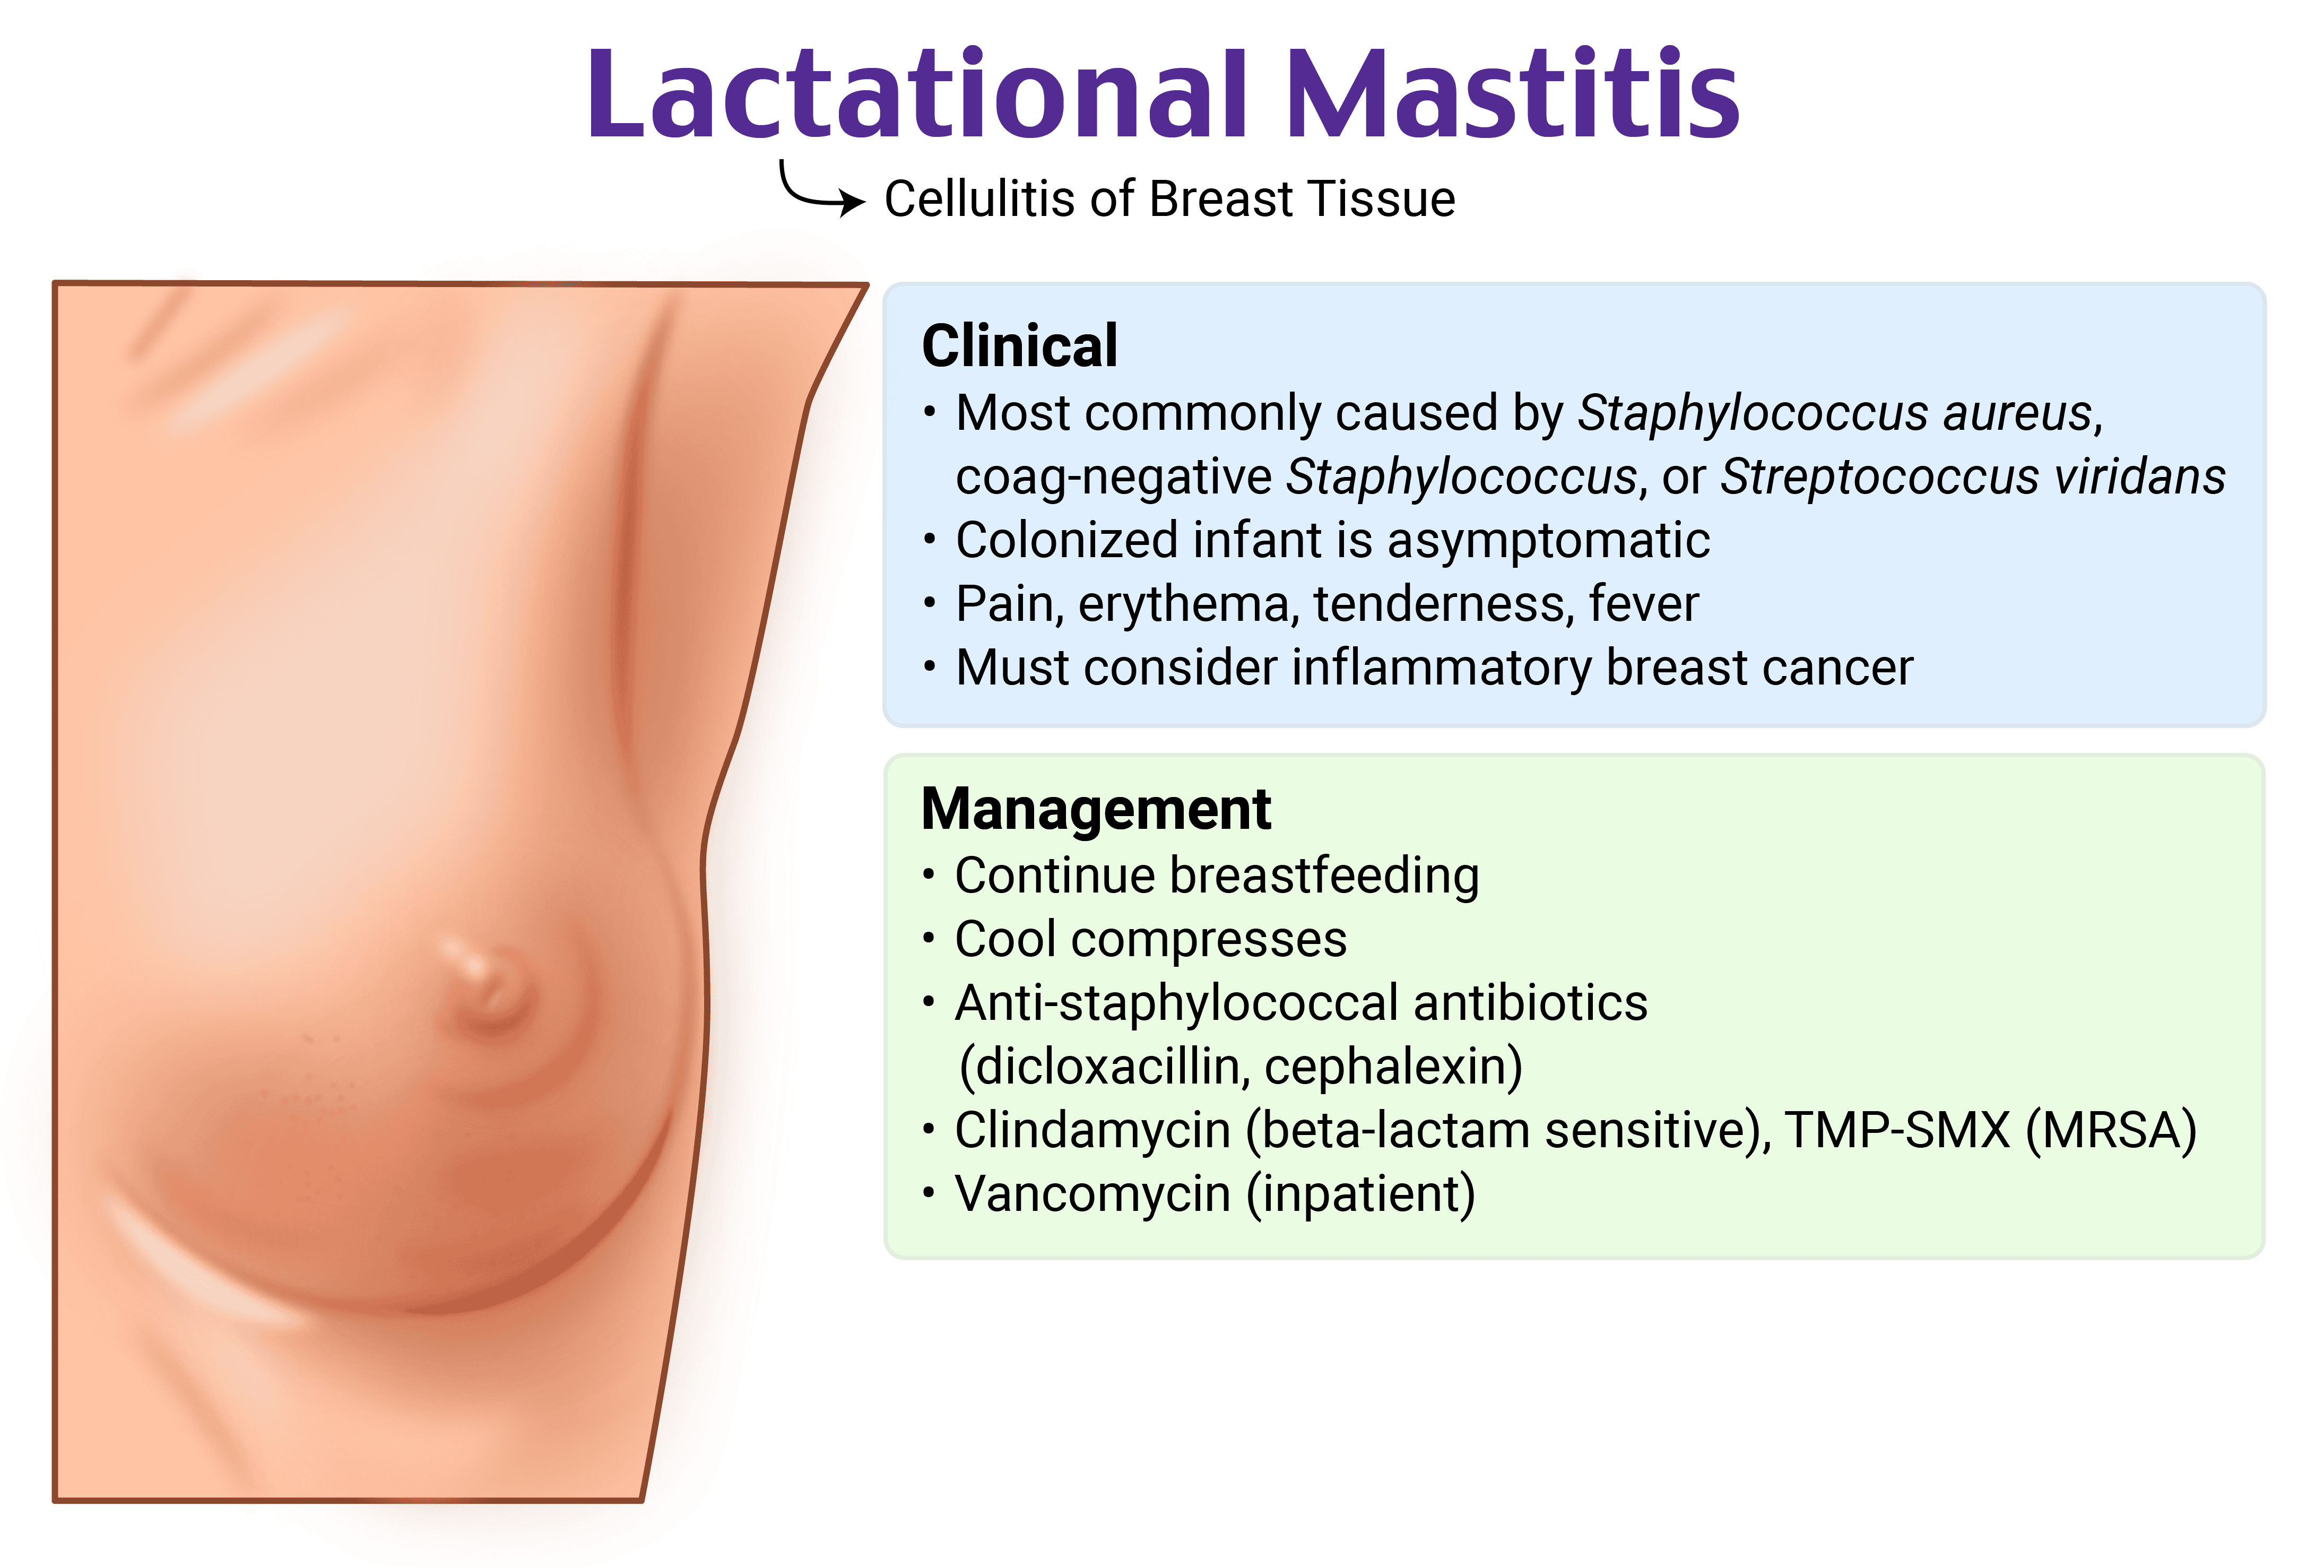 Lactational Mastitis
Cellulitis of Breast Tissue
Clinical
• Most commonly caused by Staphylococcus aureus,
coag-negative Staphylococcus, or Streptococcus viridans
• Colonized infant is asymptomatic
• Pain, erythema, tenderness, fever
• Must consider inflammatory breast cancer
Management
• Continue breastfeeding
• Cool compresses
• Anti-staphylococcal antibiotics
(dicloxacillin, cephalexin)
• Clindamycin (beta-lactam sensitive), TMP-SMX (MRSA)
• Vancomycin (inpatient)